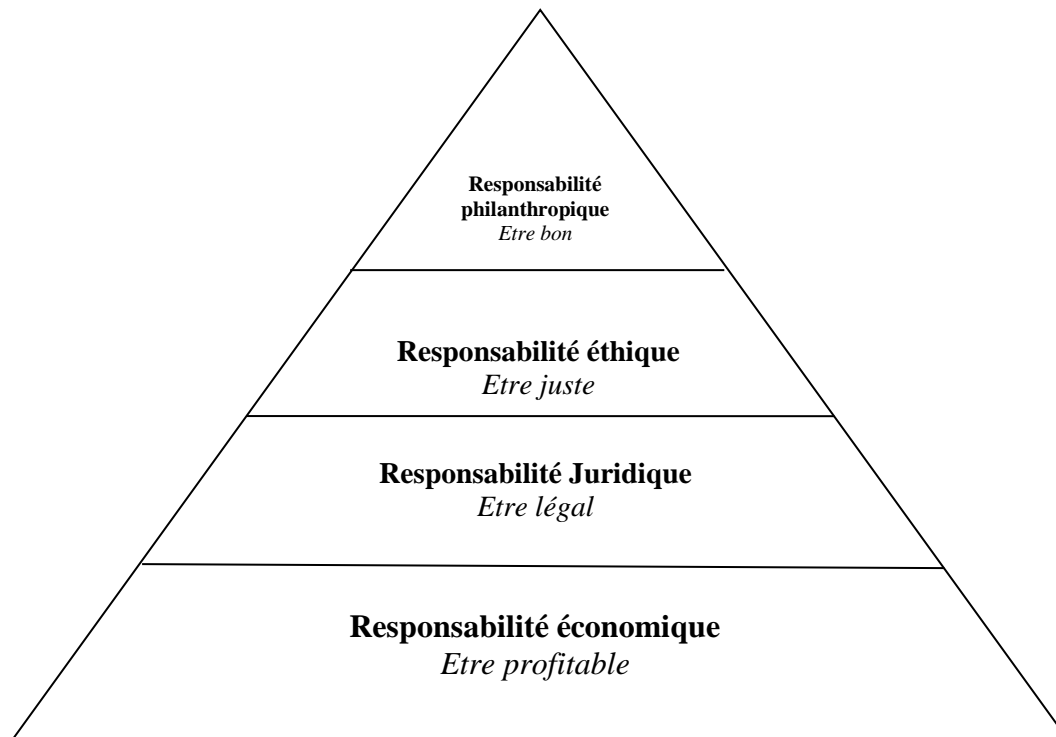 Responsabilité
philanthropique
Etre bon
Responsabilité éthique
Etre juste
Responsabilité Juridique
Etre légal
Responsabilité économique
Etre profitable